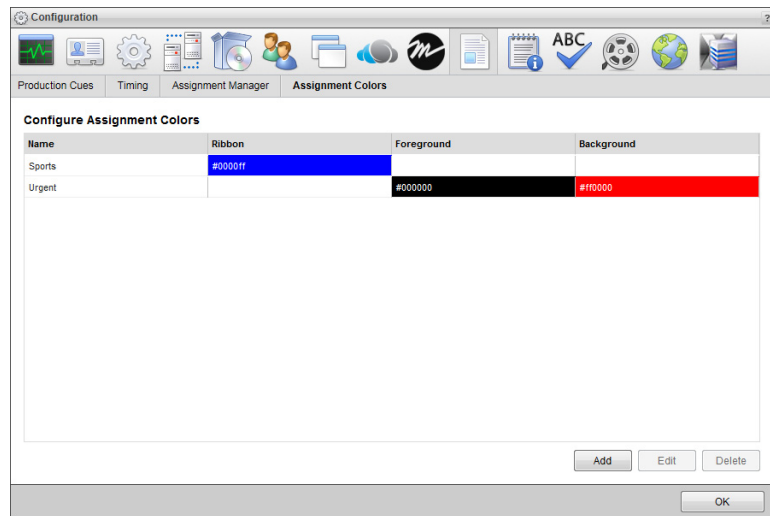 Configuration
?
ABC
Production Cues Timing Assignment Manager Assignment Colors
Configure Assignment Colors
Name Ribbon Foreground Background
Sports #0000ff
Urgent #000000 #ff0000
Add Edit Delete
OK